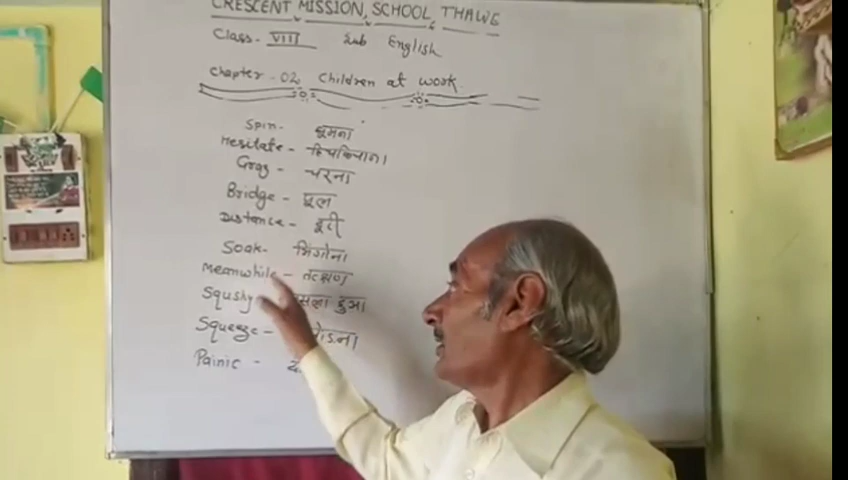 CRESCENT MISSION, SCHOOL, THAWE
Class- VIII Sub English
Chapter - 02 Children at work
Spin- घूमना
Hesitate - हिचकिचाना
Graz - चरना
Bridge - पूल
Distance - दूरी
Soak- भिगोना
Meanwhile - तत्क्षण
Squshy हुआ
Squeeze -
Painic -